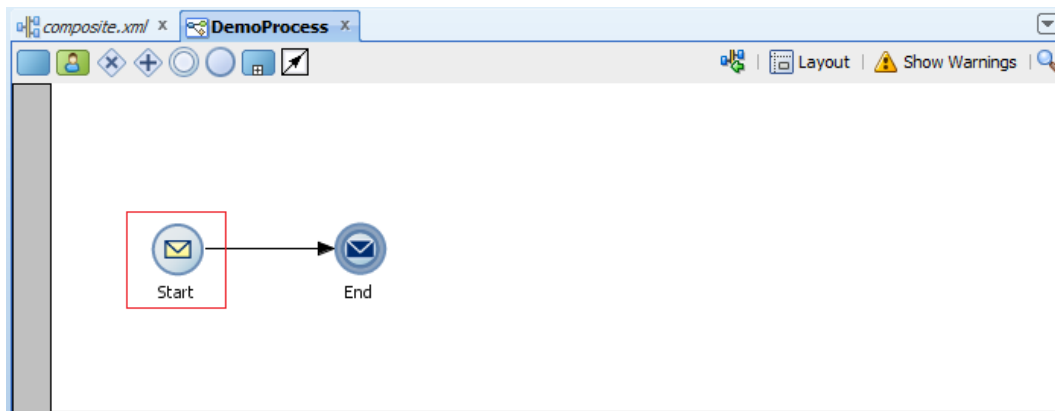 composite.xml x DemoProcess x
Layout Show Warnings
Start End